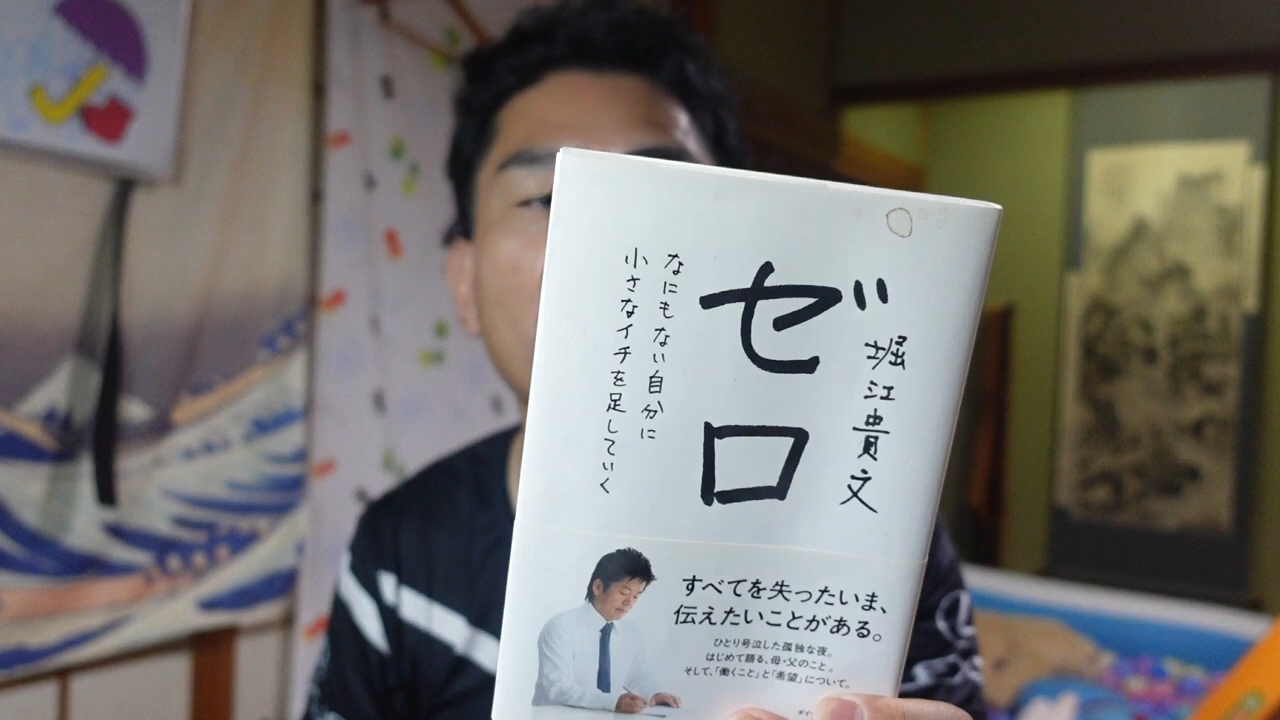 堀江貴文
ゼロ
なにもない自分に
小さなイチを足していく
すべてを失ったいま、
伝えたいことがある。
ひとり号泣した孤独な夜。
はじめて語る、母・父のこと。
そして、「働くこと」と「希望」について。